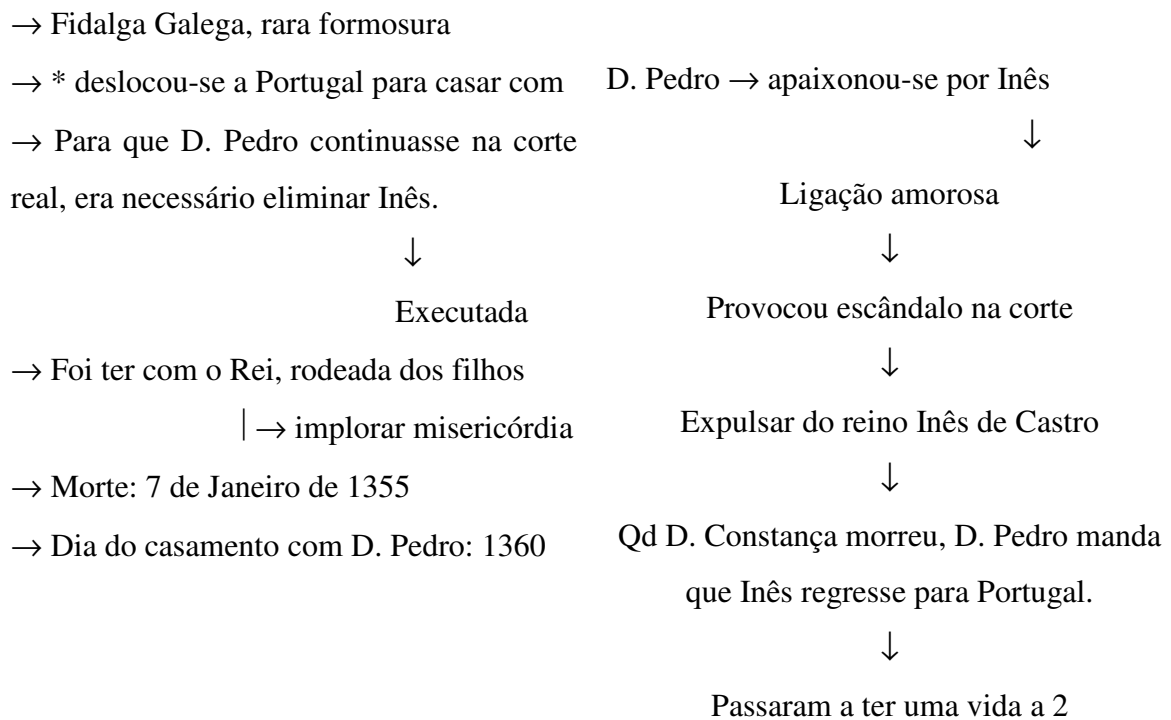 → Fidalga Galega, rara formosura
→ * deslocou-se a Portugal para casar com
→ Para que D. Pedro continuasse na corte
real, era necessário eliminar Inês.
↓
Executada
→ Foi ter com o Rei, rodeada dos filhos
|→ implorar misericórdia
→ Morte: 7 de Janeiro de 1355
→ Dia do casamento com D. Pedro: 1360
D. Pedro → apaixonou-se por Inês
↓
Ligação amorosa
↓
Provocou escândalo na corte
↓
Expulsar do reino Inês de Castro
↓
Qd D. Constança morreu, D. Pedro manda
que Inês regresse para Portugal.
↓
Passaram a ter uma vida a 2